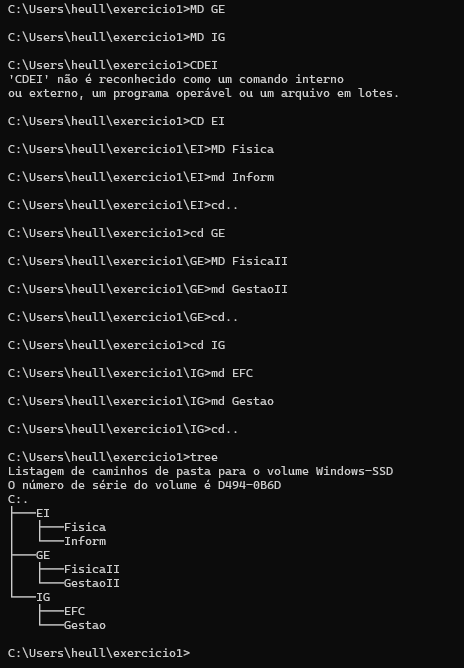 C:\Users\heull\exercicio1>MD GE
C:\Users\heull\exercicio1>MD IG
C:\Users\heull\exercicio1>CDEI
'CDEI' não é reconhecido como um comando interno
ou externo, um programa operável ou um arquivo em lotes.
C:\Users\heull\exercicio1>CD EI
C:\Users\heull\exercicio1\EI>MD Fisica
C:\Users\heull\exercicio1\EI>md Inform
C:\Users\heull\exercicio1\EI>cd..
C:\Users\heull\exercicio1>cd GE
C:\Users\heull\exercicio1\GE>MD FisicaII
C:\Users\heull\exercicio1\GE>md GestaoII
C:\Users\heull\exercicio1\GE>cd..
C:\Users\heull\exercicio1>cd IG
C:\Users\heull\exercicio1\IG>md EFC
C:\Users\heull\exercicio1\IG>md Gestao
C:\Users\heull\exercicio1\IG>cd..
C:\Users\heull\exercicio1>tree
Listagem de caminhos de pasta para o volume Windows-SSD
O número de série do volume é D494-0B6D
C:.
├───EI
│   ├───Fisica
│   └───Inform
├───GE
│   ├───FisicaII
│   └───GestaoII
└───IG
    ├───EFC
    └───Gestao
C:\Users\heull\exercicio1>